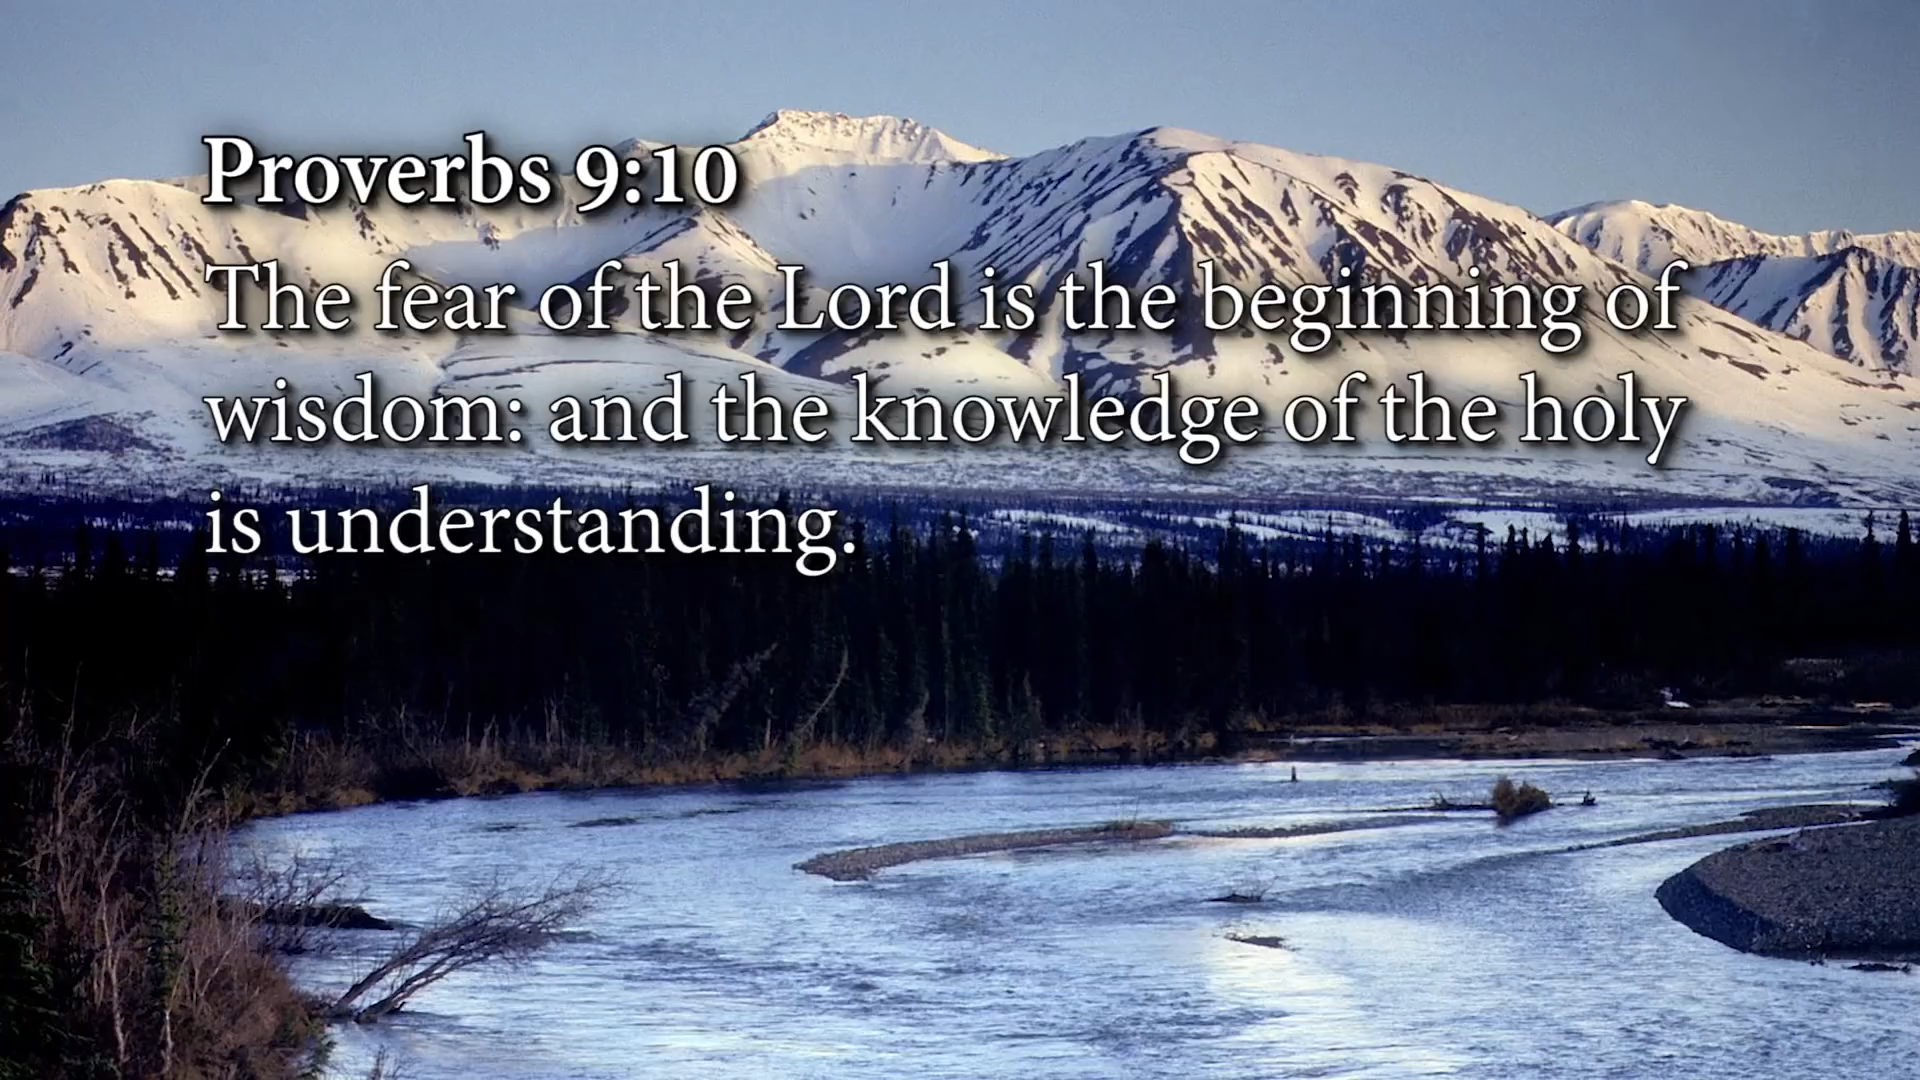 Proverbs 9:10
The fear of the Lord is the beginning of
wisdom: and the knowledge of the holy
is understanding.